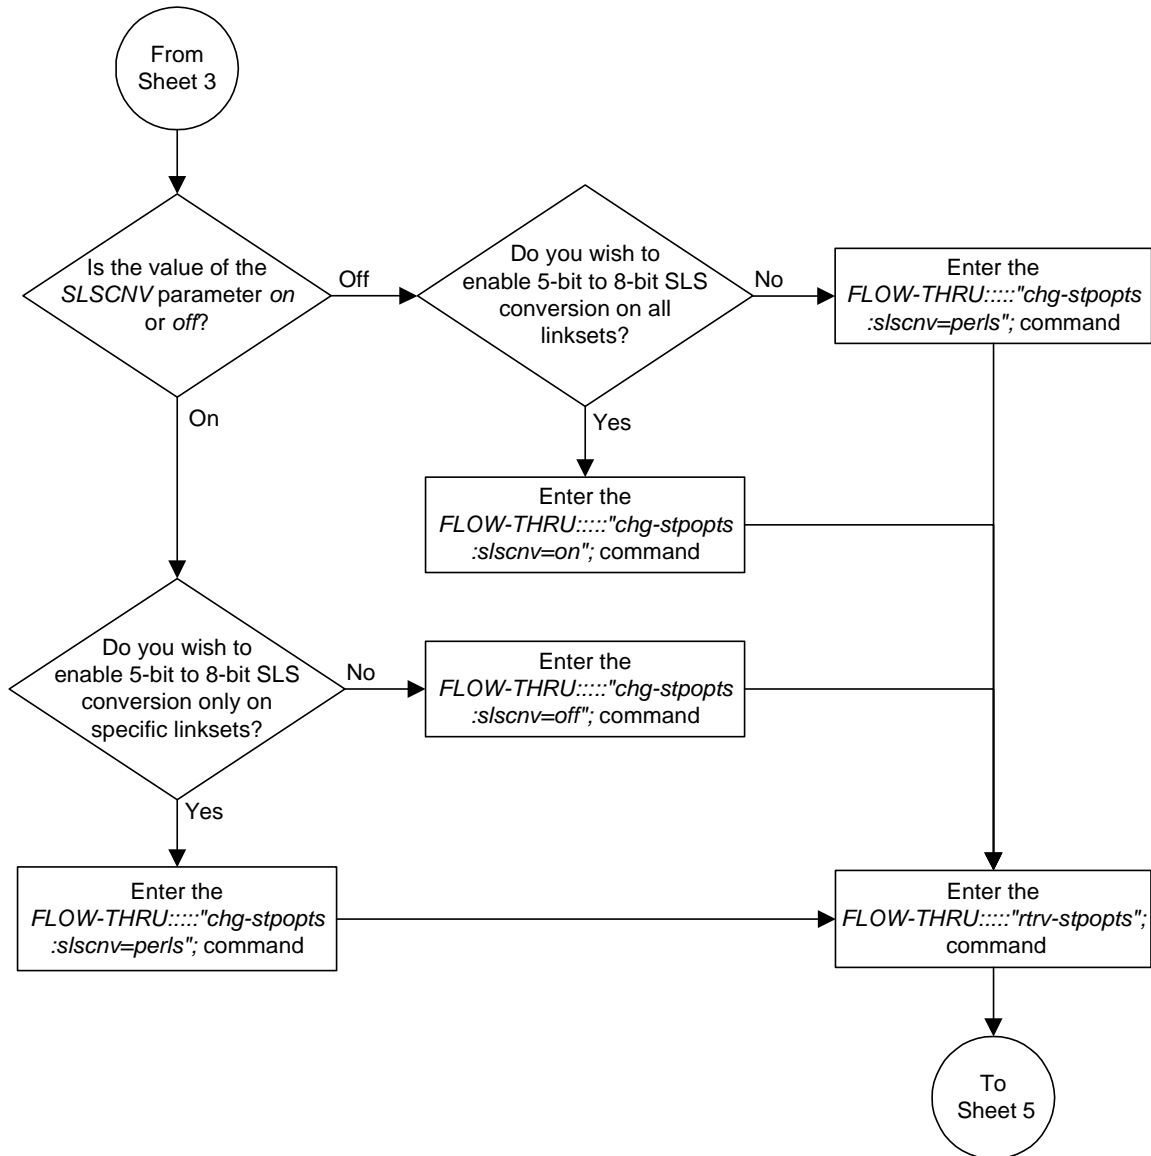 From
Sheet 3
Is the value of the
SLSCNV parameter on
or off?
Off
Do you wish to
enable 5-bit to 8-bit SLS
conversion on all
linksets?
No
Enter the
FLOW-THRU:::::"chg-stpopts
:slscnv=perls"; command
On
Yes
Enter the
FLOW-THRU:::::"chg-stpopts
:slscnv=on"; command
Do you wish to
enable 5-bit to 8-bit SLS
conversion only on
specific linksets?
No
Enter the
FLOW-THRU:::::"chg-stpopts
:slscnv=off"; command
Yes
Enter the
FLOW-THRU:::::"chg-stpopts
:slscnv=perls"; command
Enter the
FLOW-THRU:::::"rtrv-stpopts";
command
To
Sheet 5